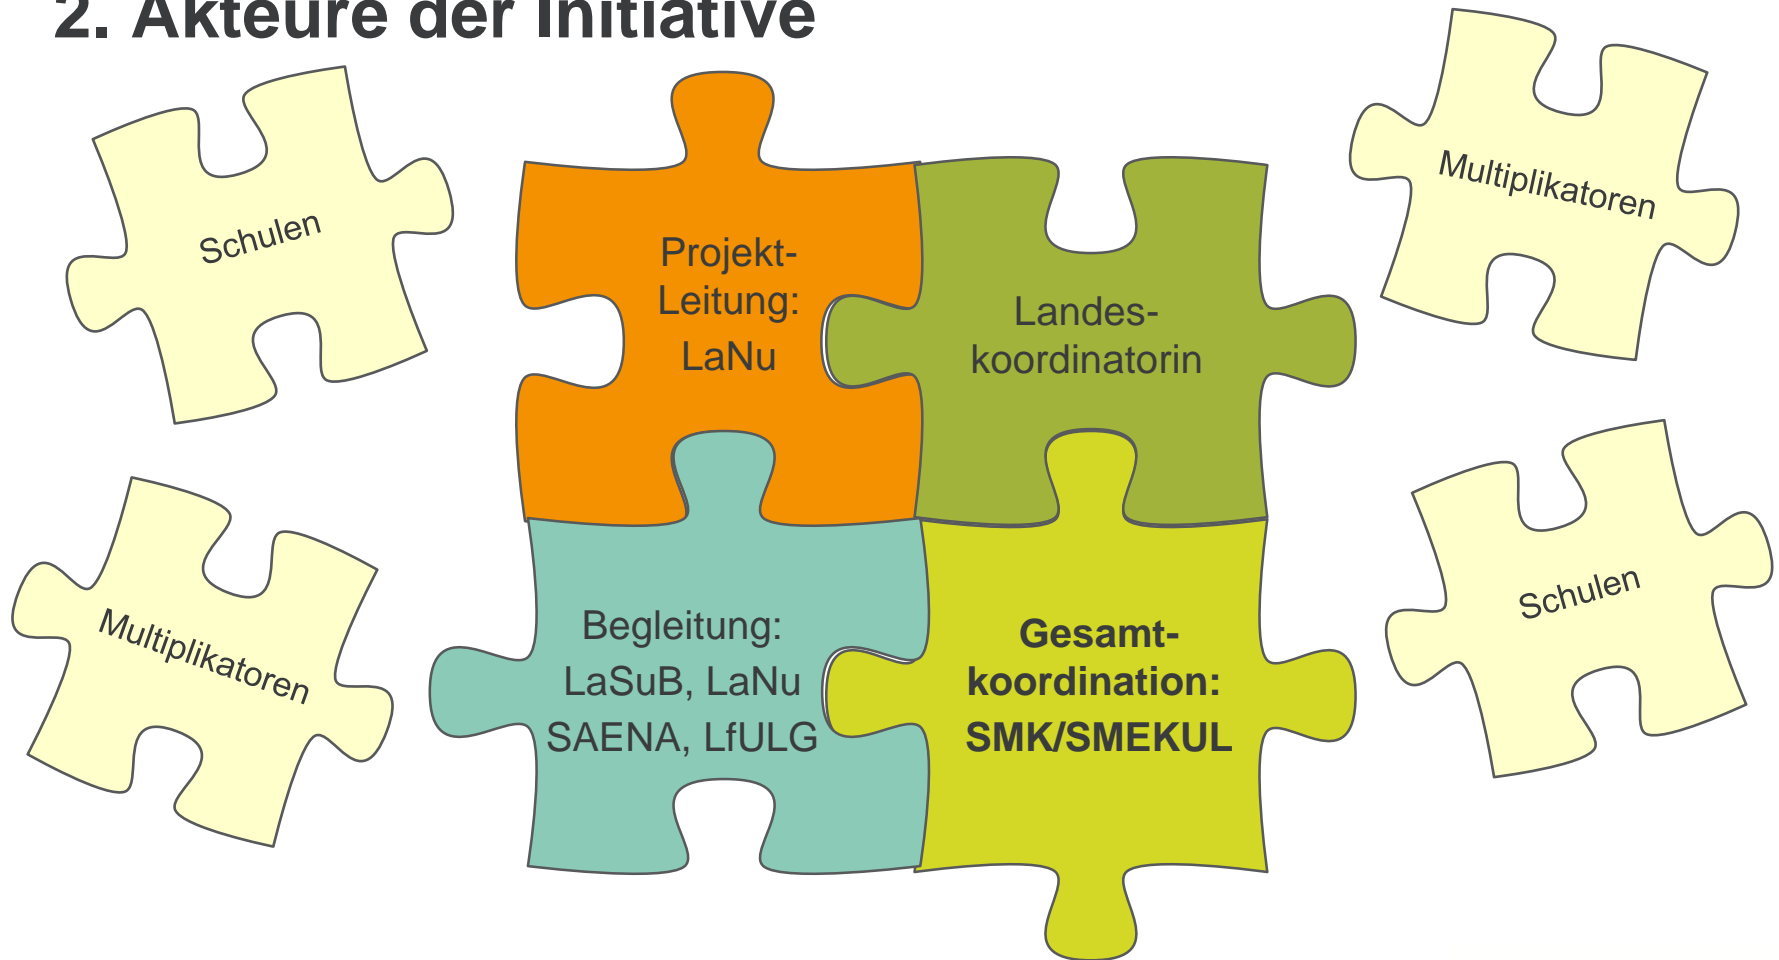 2. Akteure der Initiative
Schulen
Projekt-
Leitung:
LaNu
Landes-
koordinatorin
Multiplikatoren
Multiplikatoren
Begleitung:
LaSuB, LaNu
SAENA, LfULG
Gesamt-
koordination:
SMK/SMEKUL
Schulen